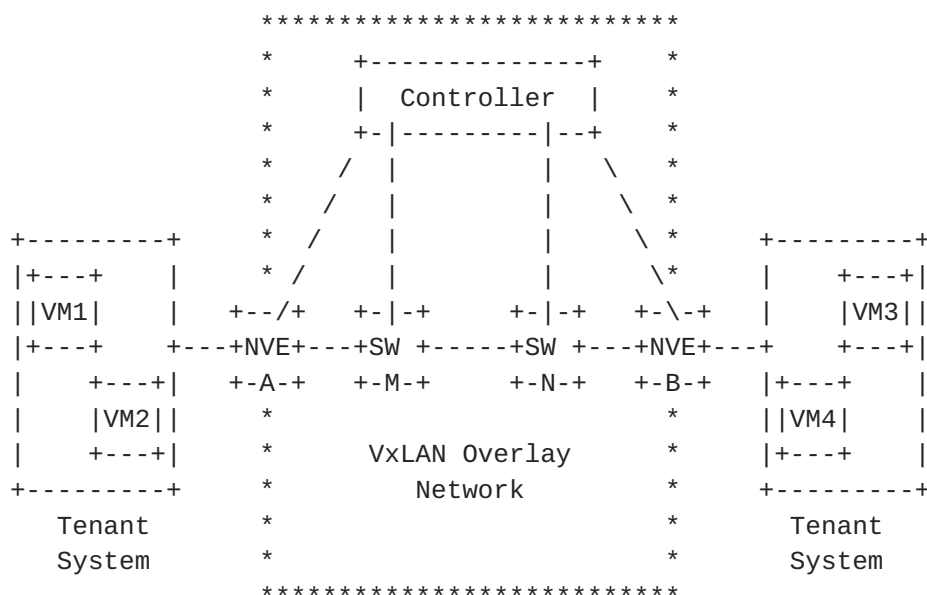 Controller
VM1 VM3
NVE SW SW NVE
A M N B
VM2 VM4
VxLAN Overlay
Network
Tenant Tenant
System System